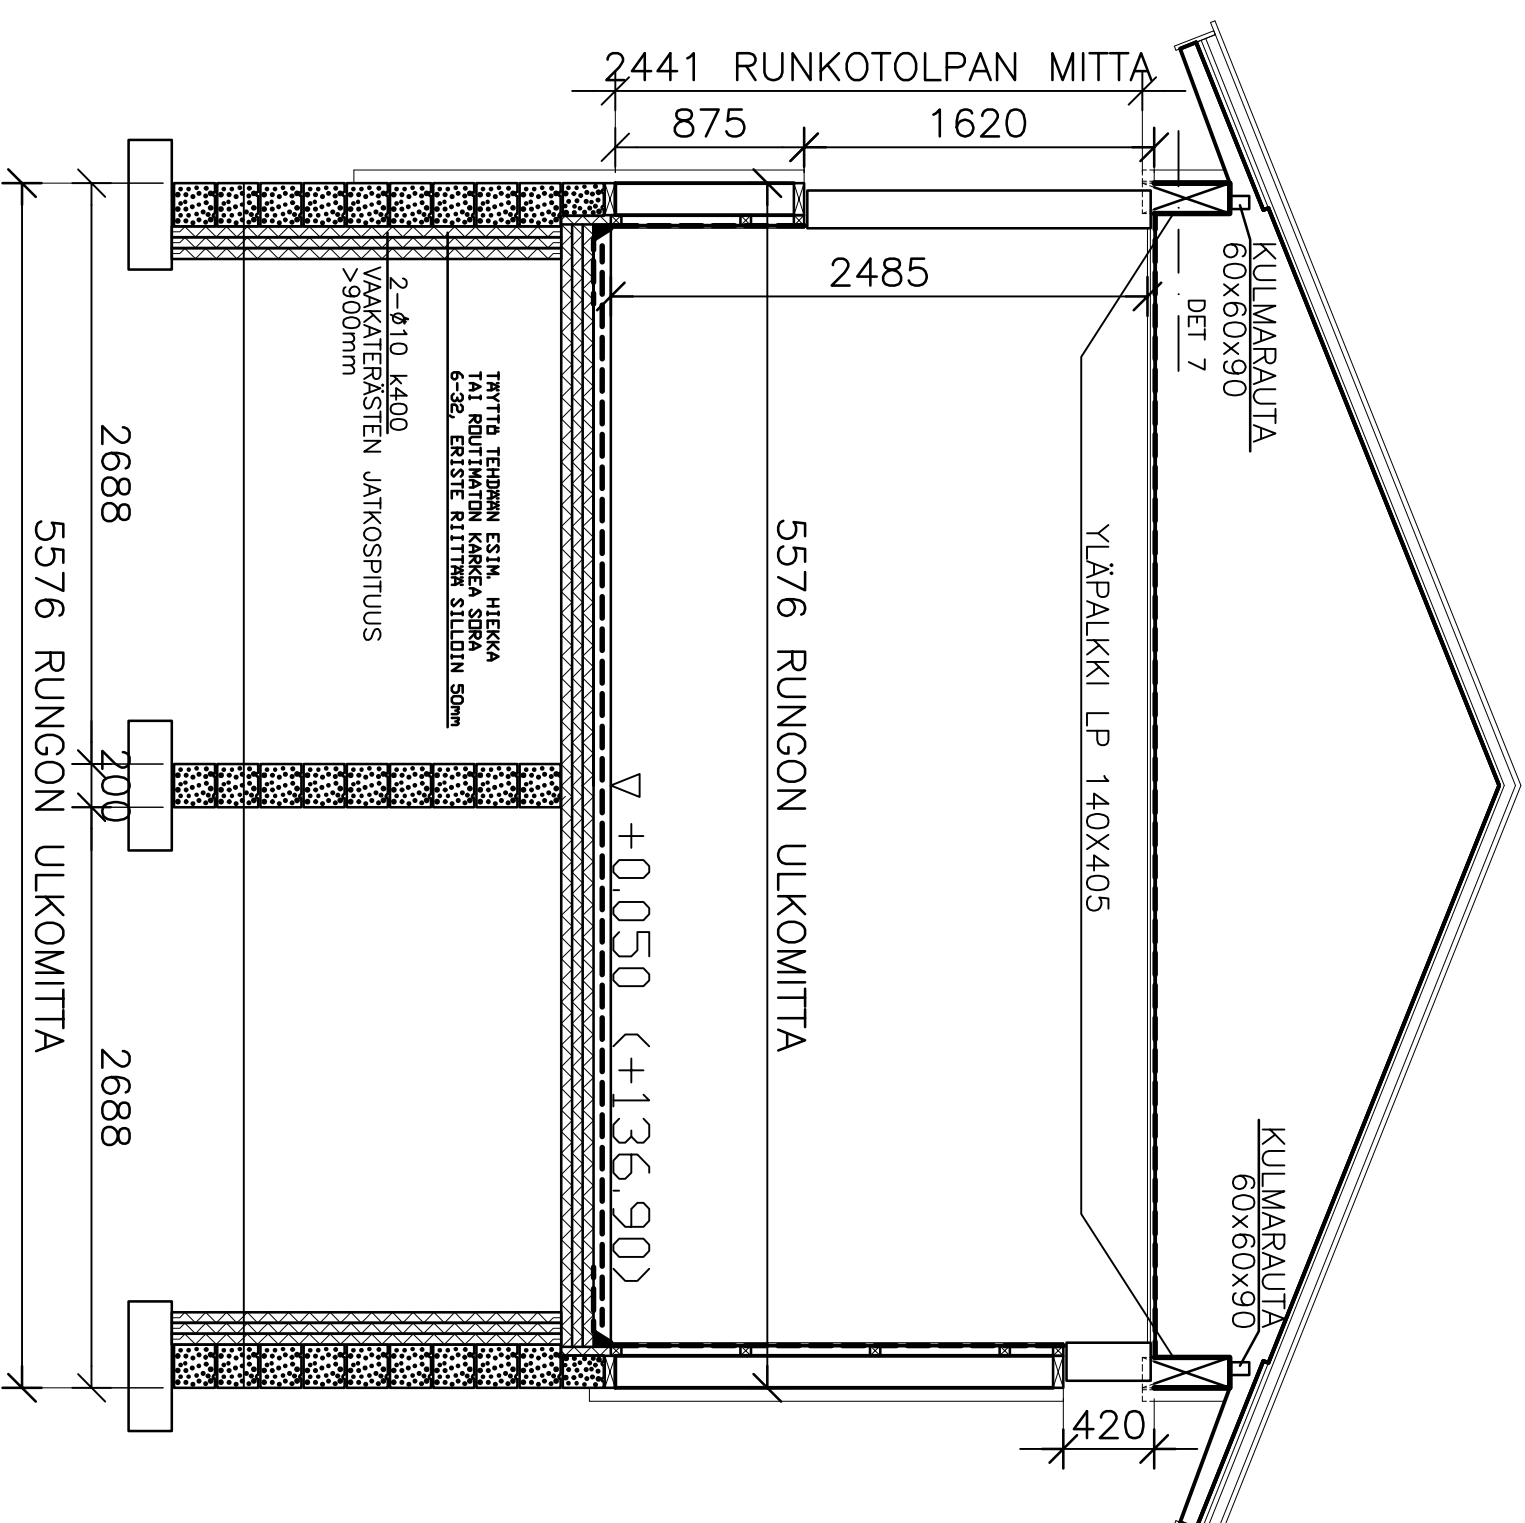 2441 RUNKOTOLPAN MITTA
875
1620
2485
KULMARAUTA
60x60x90
DET 7
YLÄPALKKI LP 140X405
KULMARAUTA
60x60x90
5576 RUNGON ULKOMITTA
▽ +0,050 (+136,90)
420
TÄYTTÖ TEHDÄÄN ESIM. HIEKKA
TAI ROUTIMATON KARKEA SORA
6-32, ERISTE RIITTÄÄ SILLOIN 50mm
2-ø10 k400
VAAKATERÄSTEN JATKOSPITUUS
>900mm
2688
200
2688
5576 RUNGON ULKOMITTA